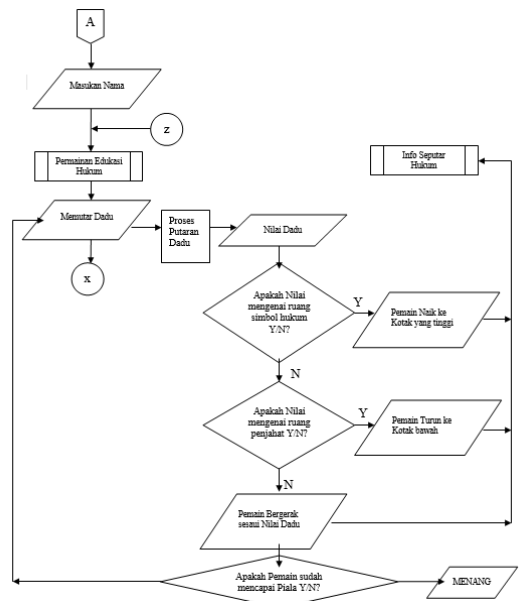 A
Masukan Nama
z
Permainan Edukasi
Hukum
Info Seputar
Hukum
Memutar Dadu
Proses
Putaran
Dadu
Nilai Dadu
x
Apakah Nilai
mengenai ruang
simbol hukum
Y/N?
Y
Pemain Naik ke
Kotak yang tinggi
N
Apakah Nilai
mengenai ruang
penjahat Y/N?
Y
Pemain Turun ke
Kotak bawah
N
Pemain Bergerak
sesaui Nilai Dadu
Apakah Pemain sudah
mencapai Piala Y/N?
MENANG